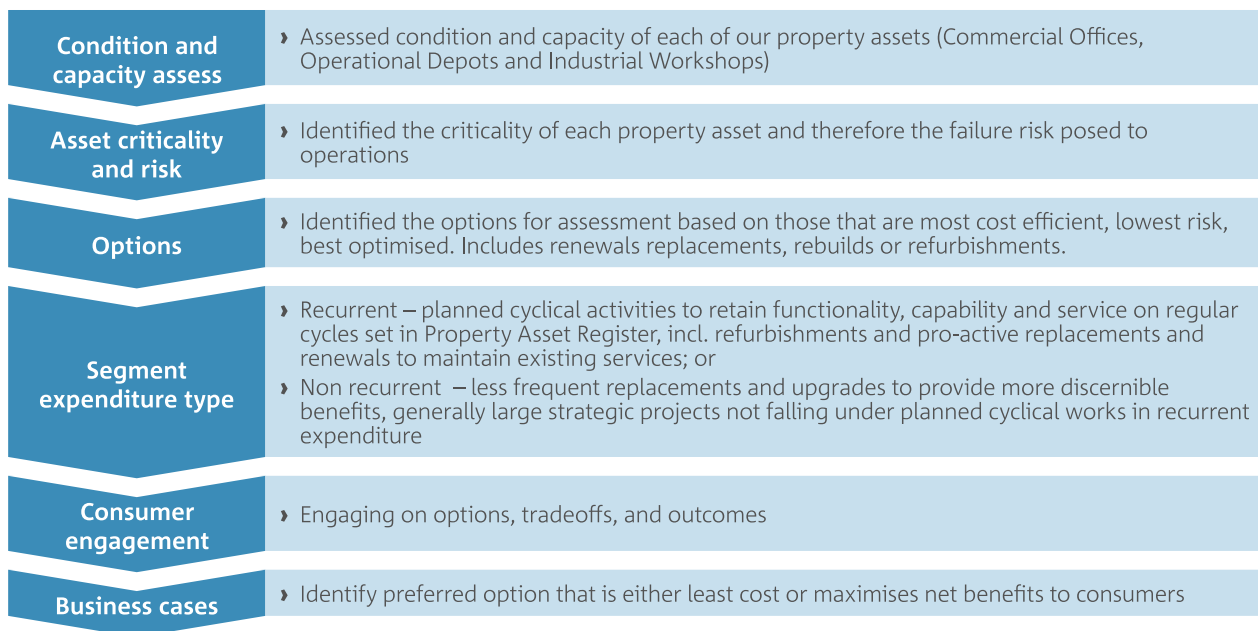 Condition and
capacity assess
› Assessed condition and capacity of each of our property assets (Commercial Offices,
Operational Depots and Industrial Workshops)
Asset criticality
and risk
› Identified the criticality of each property asset and therefore the failure risk posed to
operations
Options
› Identified the options for assessment based on those that are most cost efficient, lowest risk,
best optimised. Includes renewals replacements, rebuilds or refurbishments.
Segment
expenditure type
› Recurrent – planned cyclical activities to retain functionality, capability and service on regular
cycles set in Property Asset Register, incl. refurbishments and pro-active replacements and
renewals to maintain existing services; or
› Non recurrent – less frequent replacements and upgrades to provide more discernible
benefits, generally large strategic projects not falling under planned cyclical works in recurrent
expenditure
Consumer
engagement
› Engaging on options, tradeoffs, and outcomes
Business cases
› Identify preferred option that is either least cost or maximises net benefits to consumers